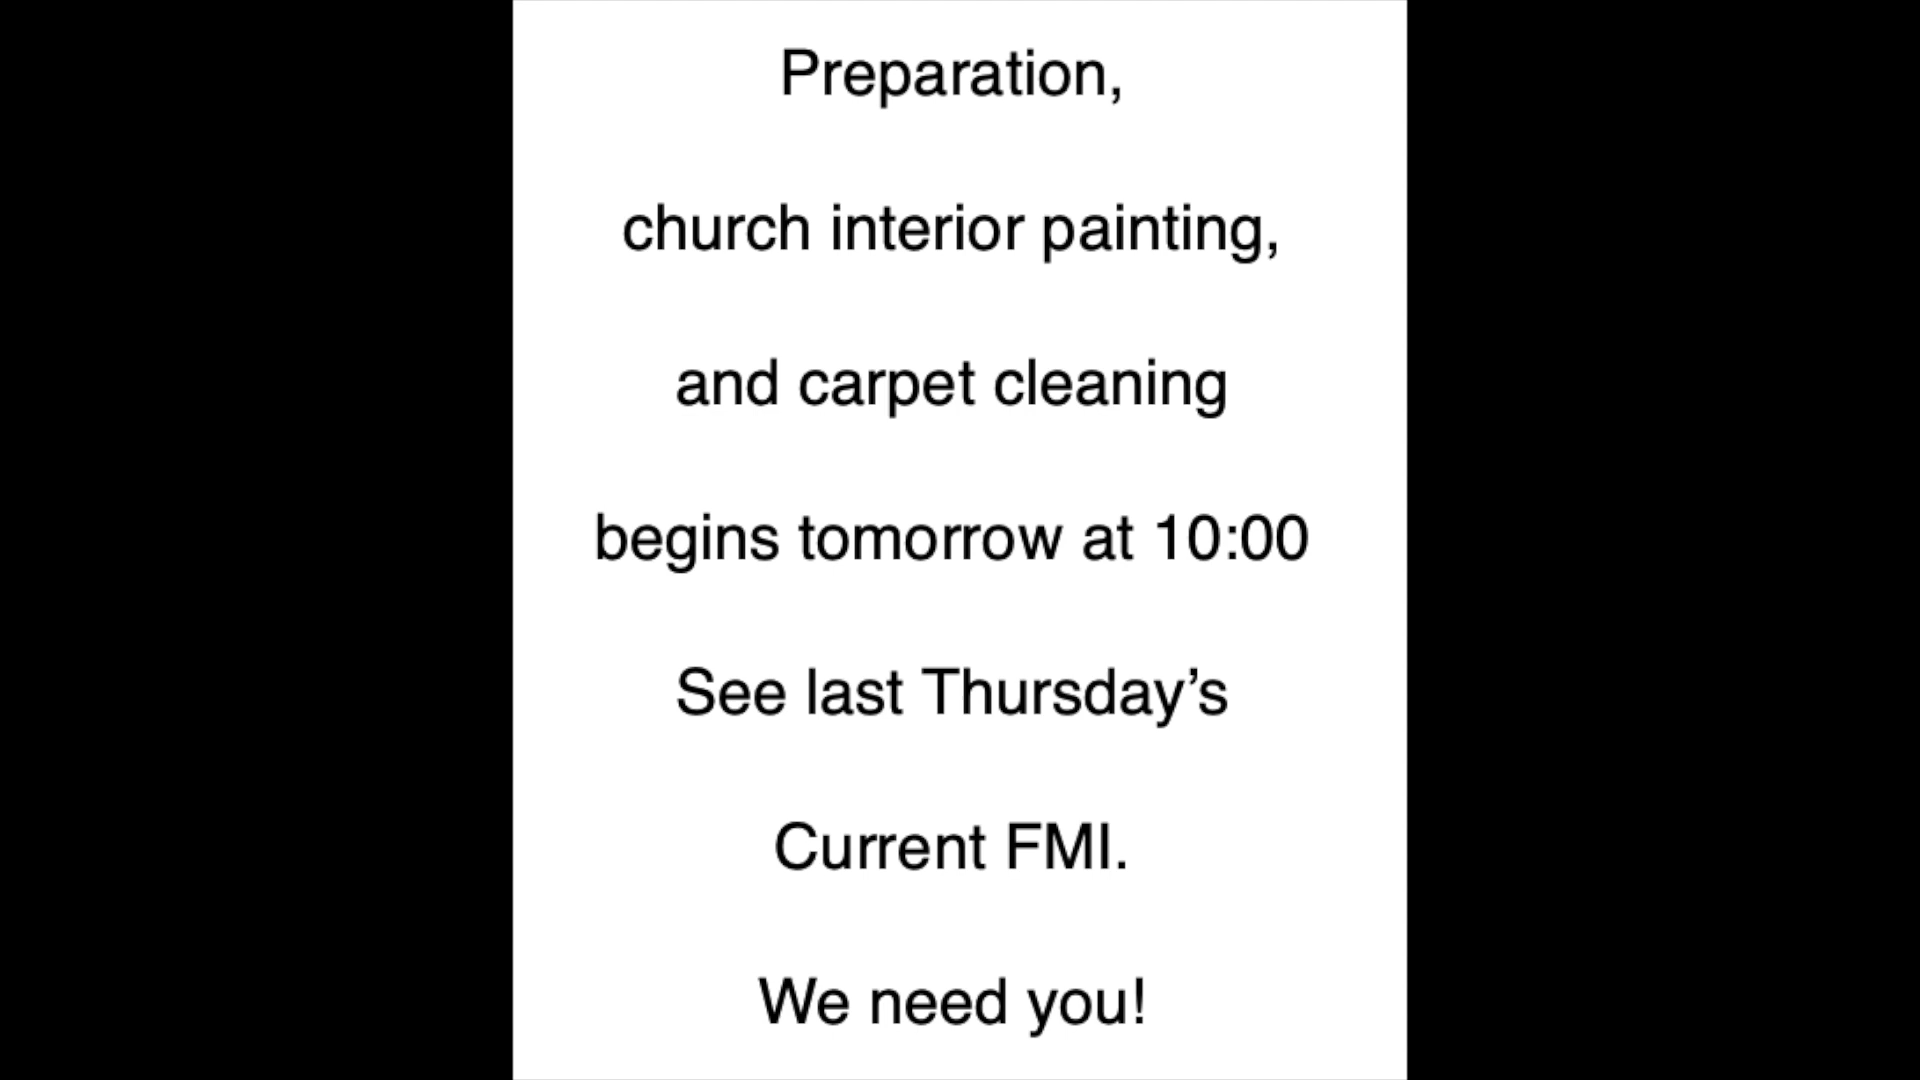 Preparation,
church interior painting,
and carpet cleaning
begins tomorrow at 10:00
See last Thursday’s
Current FMI.
We need you!